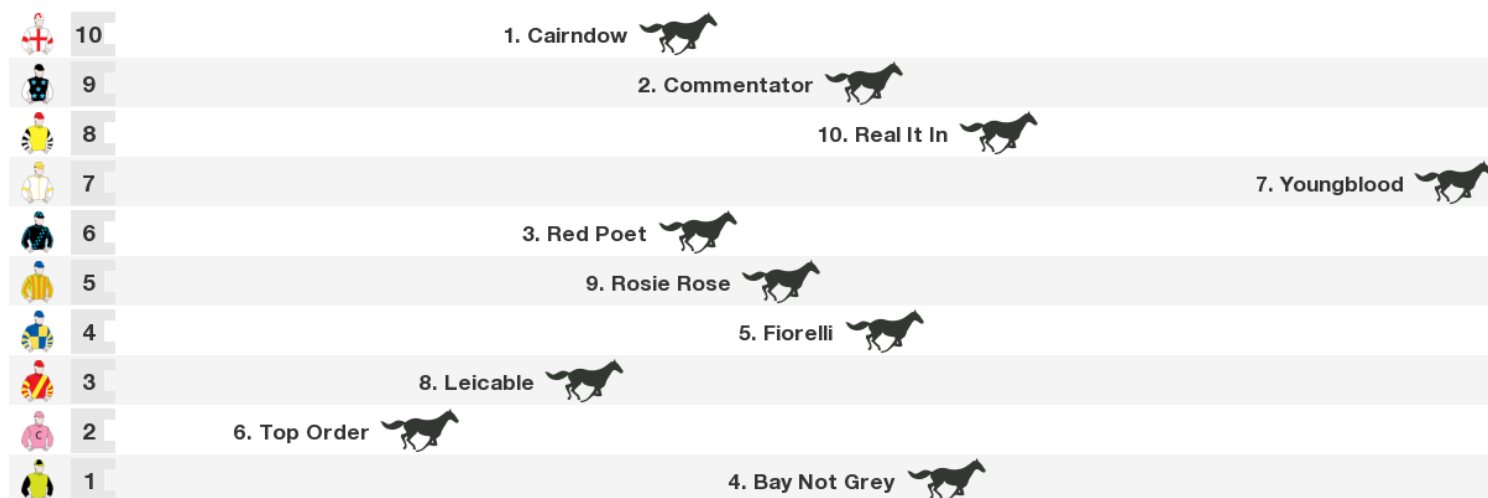 10 1. Cairndow
9 2. Commentator
8 10. Real It In
7 7. Youngblood
6 3. Red Poet
5 9. Rosie Rose
4 5. Fiorelli
3 8. Leicable
C 2 6. Top Order
1 4. Bay Not Grey